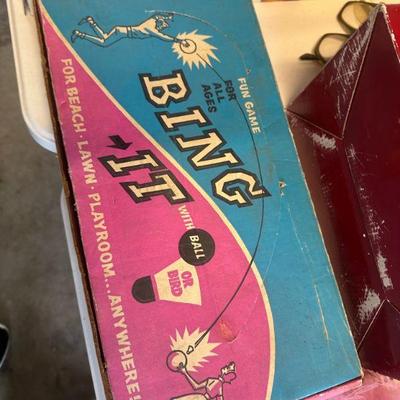 FUN GAME
FOR
ALL
AGES
BING
IT
WITH BALL
OR
BIRD
FOR BEACH · LAWN · PLAYROOM....ANYWHERE!